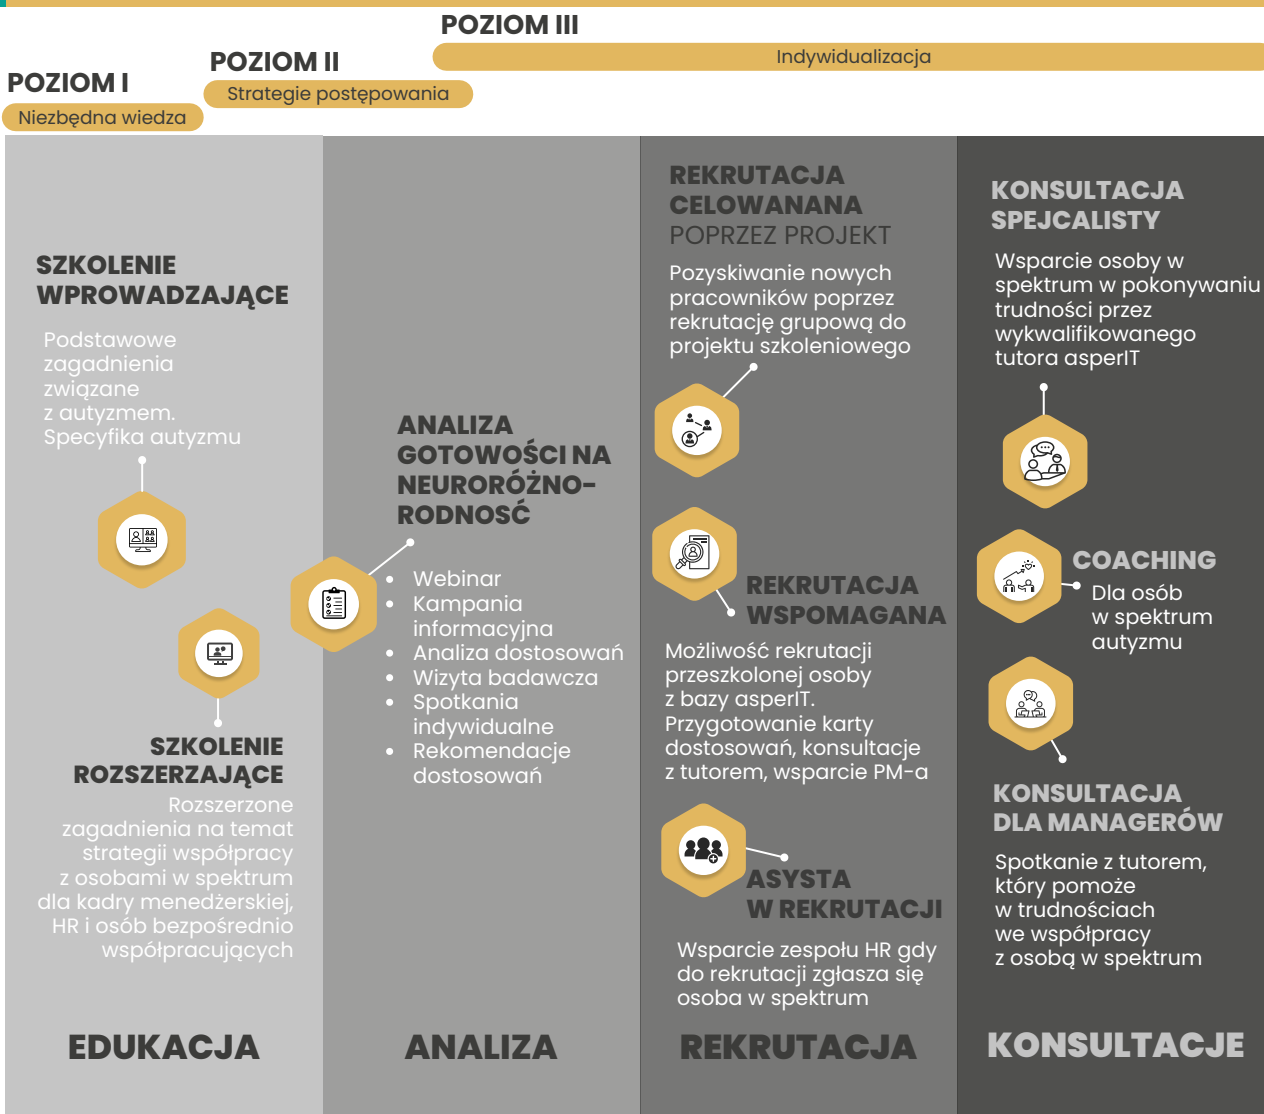 POZIOM III
Indywidualizacja
POZIOM II
Strategie postępowania
POZIOM I
Niezbędna wiedza
SZKOLENIE
WPROWADZAJĄCE
Podstawowe
zagadnienia
związane
z autyzmem.
Specyfika autyzmu
SZKOLENIE
ROZSZERZAJĄCE
Rozszerzone
zagadnienia na temat
strategii współpracy
z osobami w spektrum
dla kadry menedżerskiej,
HR i osób bezpośrednio
współpracujących
EDUKACJA
ANALIZA
GOTOWOŚCI NA
NEURORÓŻNO-
RODNOSĆ
• Webinar
• Kampania
informacyjna
• Analiza dostosowań
• Wizyta badawcza
• Spotkania
indywidualne
• Rekomendacje
dostosowań
ANALIZA
REKRUTACJA
CELOWANANA
POPRZEZ PROJEKT
Pozyskiwanie nowych
pracowników poprzez
rekrutację grupową do
projektu szkoleniowego
REKRUTACJA
WSPOMAGANA
Możliwość rekrutacji
przeszkolonej osoby
z bazy asperIT.
Przygotowanie karty
dostosowań, konsultacje
z tutorem, wsparcie PM-a
ASYSTA
W REKRUTACJI
Wsparcie zespołu HR gdy
do rekrutacji zgłasza się
osoba w spektrum
REKRUTACJA
KONSULTACJA
SPEJCALISTY
Wsparcie osoby w
spektrum w pokonywaniu
trudności przez
wykwalifikowanego
tutora asperIT
COACHING
Dla osób
w spektrum
autyzmu
KONSULTACJA
DLA MANAGERÓW
Spotkanie z tutorem,
który pomoże
w trudnościach
we współpracy
z osobą w spektrum
KONSULTACJE